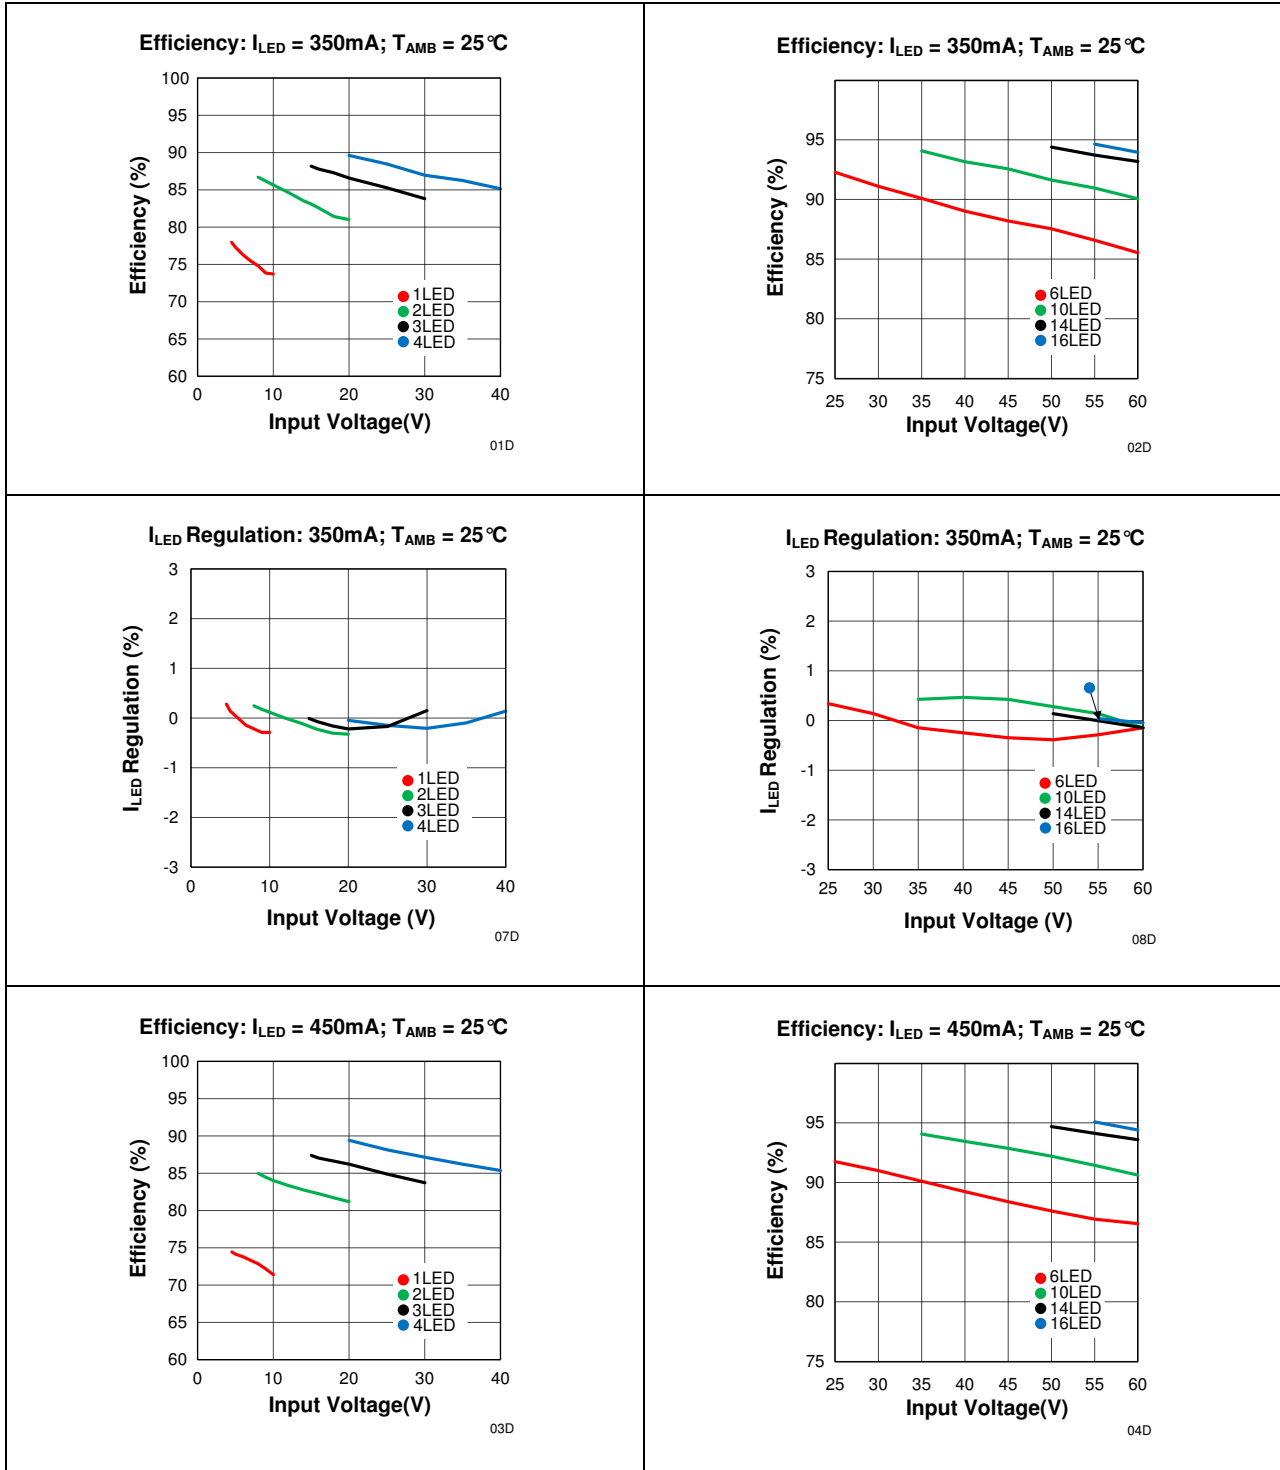 Efficiency: ILED = 350mA; TAMB = 25°C
100
95
90
85
80
75
70
65
60
Efficiency (%)
1LED
2LED
3LED
4LED
0 10 20 30 40
Input Voltage(V)
01D
Efficiency: ILED = 350mA; TAMB = 25°C
95
90
85
80
75
Efficiency (%)
6LED
10LED
14LED
16LED
25 30 35 40 45 50 55 60
Input Voltage(V)
02D
ILED Regulation: 350mA; TAMB = 25°C
3
2
1
0
-1
-2
-3
ILED Regulation (%)
1LED
2LED
3LED
4LED
0 10 20 30 40
Input Voltage (V)
07D
ILED Regulation: 350mA; TAMB = 25°C
3
2
1
0
-1
-2
-3
ILED Regulation (%)
6LED
10LED
14LED
16LED
25 30 35 40 45 50 55 60
Input Voltage (V)
08D
Efficiency: ILED = 450mA; TAMB = 25°C
100
95
90
85
80
75
70
65
60
Efficiency (%)
1LED
2LED
3LED
4LED
0 10 20 30 40
Input Voltage(V)
03D
Efficiency: ILED = 450mA; TAMB = 25°C
95
90
85
80
75
Efficiency (%)
6LED
10LED
14LED
16LED
25 30 35 40 45 50 55 60
Input Voltage(V)
04D